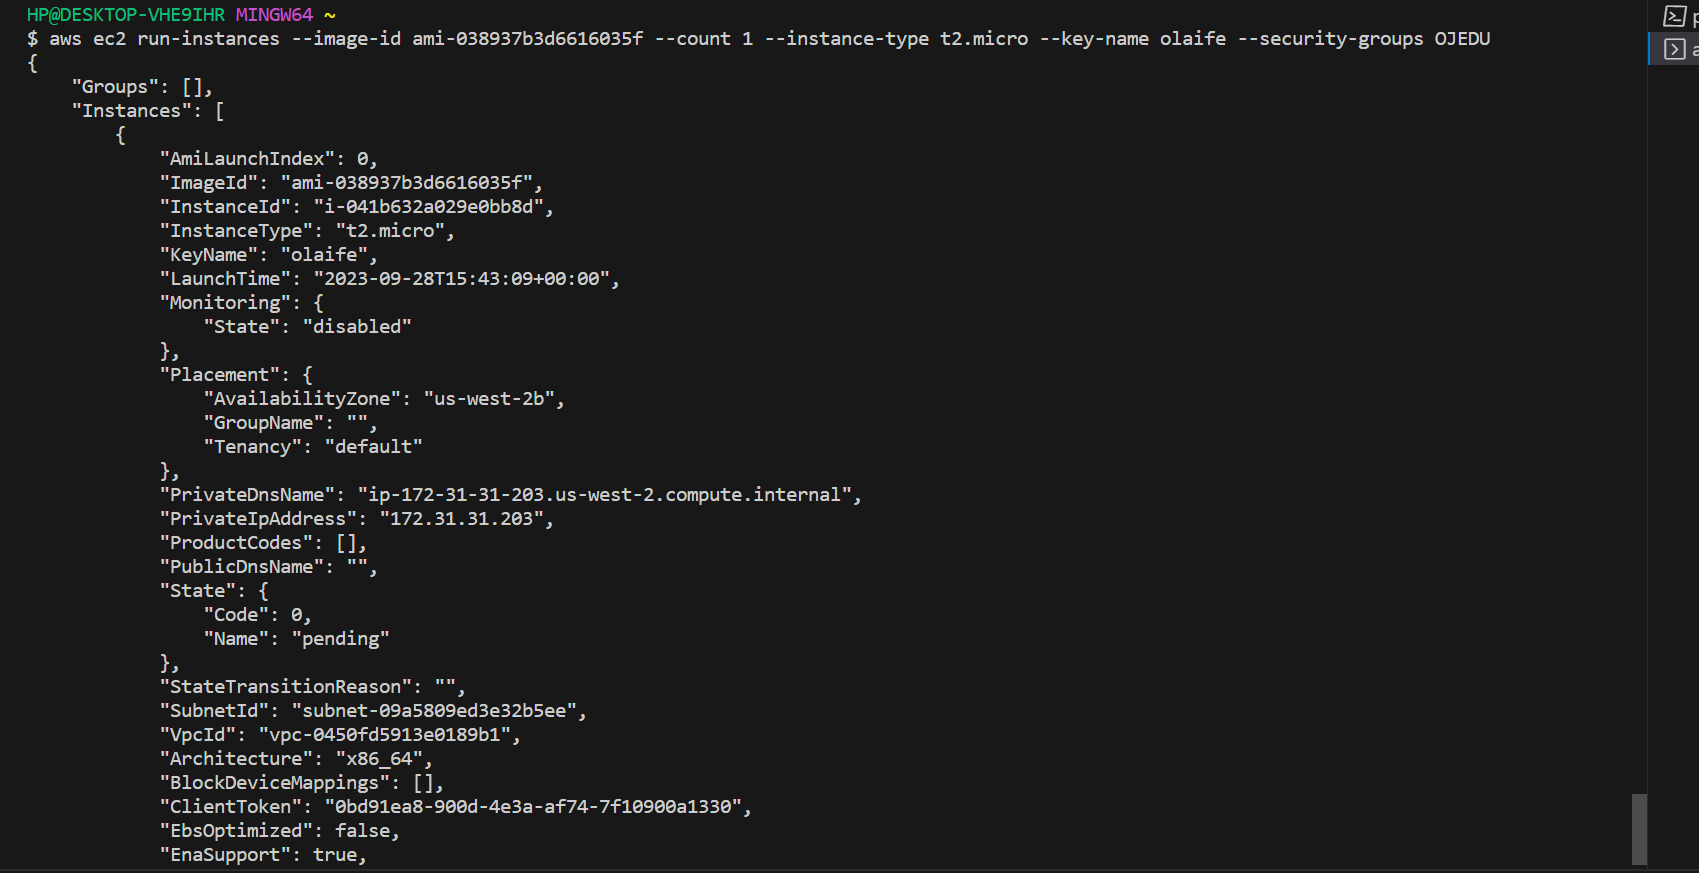 HP@DESKTOP-VHE9IHR MINGW64 ~
$ aws ec2 run-instances --image-id ami-038937b3d6616035f --count 1 --instance-type t2.micro --key-name olaife --security-groups OJEDU
{
    "Groups": [],
    "Instances": [
        {
            "AmiLaunchIndex": 0,
            "ImageId": "ami-038937b3d6616035f",
            "InstanceId": "i-041b632a029e0bb8d",
            "InstanceType": "t2.micro",
            "KeyName": "olaife",
            "LaunchTime": "2023-09-28T15:43:09+00:00",
            "Monitoring": {
                "State": "disabled"
            },
            "Placement": {
                "AvailabilityZone": "us-west-2b",
                "GroupName": "",
                "Tenancy": "default"
            },
            "PrivateDnsName": "ip-172-31-31-203.us-west-2.compute.internal",
            "PrivateIpAddress": "172.31.31.203",
            "ProductCodes": [],
            "PublicDnsName": "",
            "State": {
                "Code": 0,
                "Name": "pending"
            },
            "StateTransitionReason": "",
            "SubnetId": "subnet-09a5809ed3e32b5ee",
            "VpcId": "vpc-0450fd5913e0189b1",
            "Architecture": "x86_64",
            "BlockDeviceMappings": [],
            "ClientToken": "0bd91ea8-900d-4e3a-af74-7f10900a1330",
            "EbsOptimized": false,
            "EnaSupport": true,